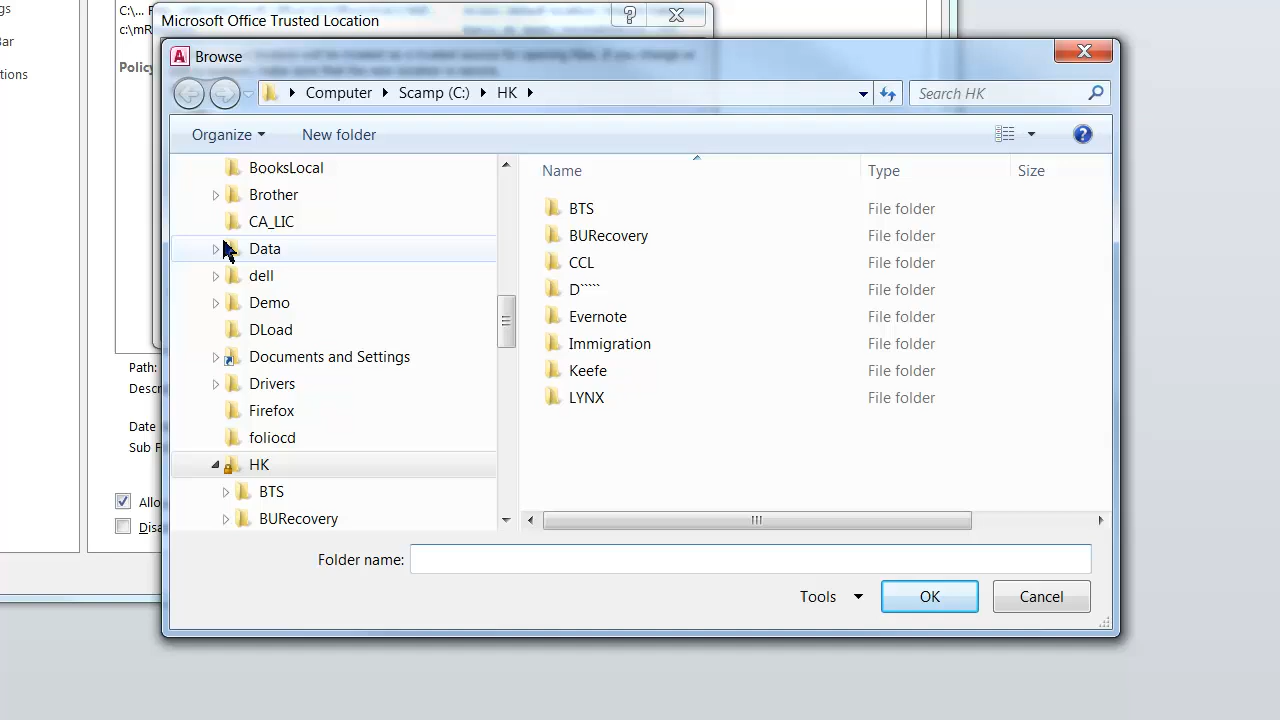 Microsoft Office Trusted Location
C:\... R
c:\mR
gs
Bar
tions
Policy
Browse
Computer
Scamp (C:)
HK
Search HK
Organize
New folder
Name
Type
Size
BooksLocal
Brother
CA_LIC
Data
dell
Demo
DLoad
Documents and Settings
Drivers
Firefox
foliocd
HK
BTS
BURecovery
BTS File folder
BURecovery File folder
CCL File folder
D````` File folder
Evernote File folder
Immigration File folder
Keefe File folder
LYNX File folder
Path:
Descr
Date
Sub F
Allo
Disa
Folder name:
Tools
OK
Cancel